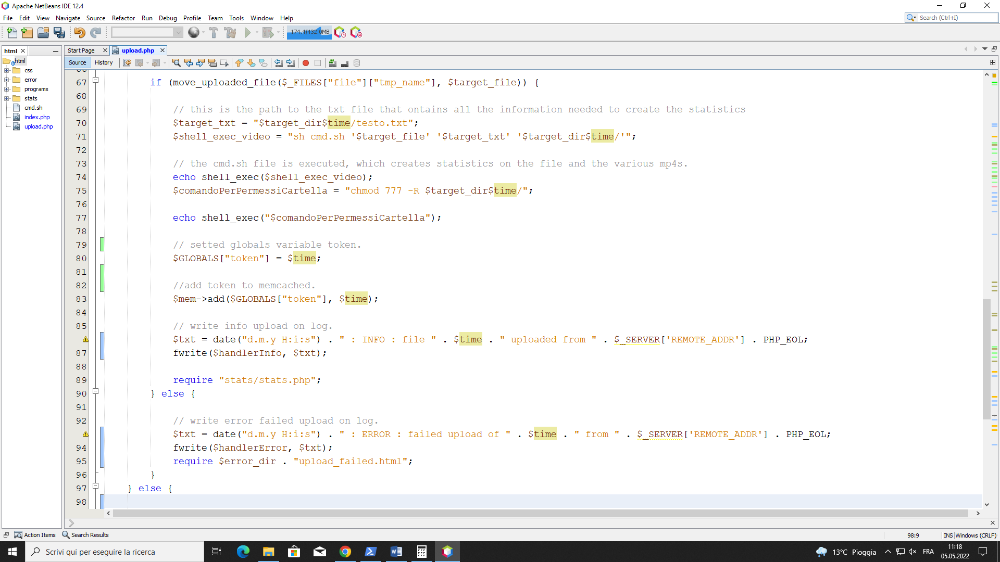 Apache NetBeans IDE 12.4
File Edit View Navigate Source Refactor Run Debug Profile Team Tools Window Help
Search (Ctrl+I)
174.4/432.0MB
html
Start Page
upload.php
html
css
error
programs
stats
cmd.sh
index.php
upload.php
Source History
67 if (move_uploaded_file($_FILES["file"]["tmp_name"], $target_file)) {
68
69 // this is the path to the txt file that ontains all the information needed to create the statistics
70 $target_txt = "$target_dir$time/testo.txt";
71 $shell_exec_video = "sh cmd.sh '$target_file' '$target_txt' '$target_dir$time/'";
72
73 // the cmd.sh file is executed, which creates statistics on the file and the various mp4s.
74 echo shell_exec($shell_exec_video);
75 $comandoPerPermessiCartella = "chmod 777 -R $target_dir$time/";
76
77 echo shell_exec("$comandoPerPermessiCartella");
78
79 // setted globals variable token.
80 $GLOBALS["token"] = $time;
81
82 //add token to memcached.
83 $mem->add($GLOBALS["token"], $time);
84
85 // write info upload on log.
$txt = date("d.m.y H:i:s") . " : INFO : file " . $time . " uploaded from " . $_SERVER['REMOTE_ADDR'] . PHP_EOL;
87 fwrite($handlerInfo, $txt);
88
89 require "stats/stats.php";
90 } else {
91
92 // write error failed upload on log.
$txt = date("d.m.y H:i:s") . " : ERROR : failed upload of " . $time . " from " . $_SERVER['REMOTE_ADDR'] . PHP_EOL;
94 fwrite($handlerError, $txt);
95 require $error_dir . "upload_failed.html";
96 }
97 } else {
98
Action Items Search Results
98:9 INS Windows (CRLF)
Scrivi qui per eseguire la ricerca
13°C Pioggia
FRA
11:18
05.05.2022